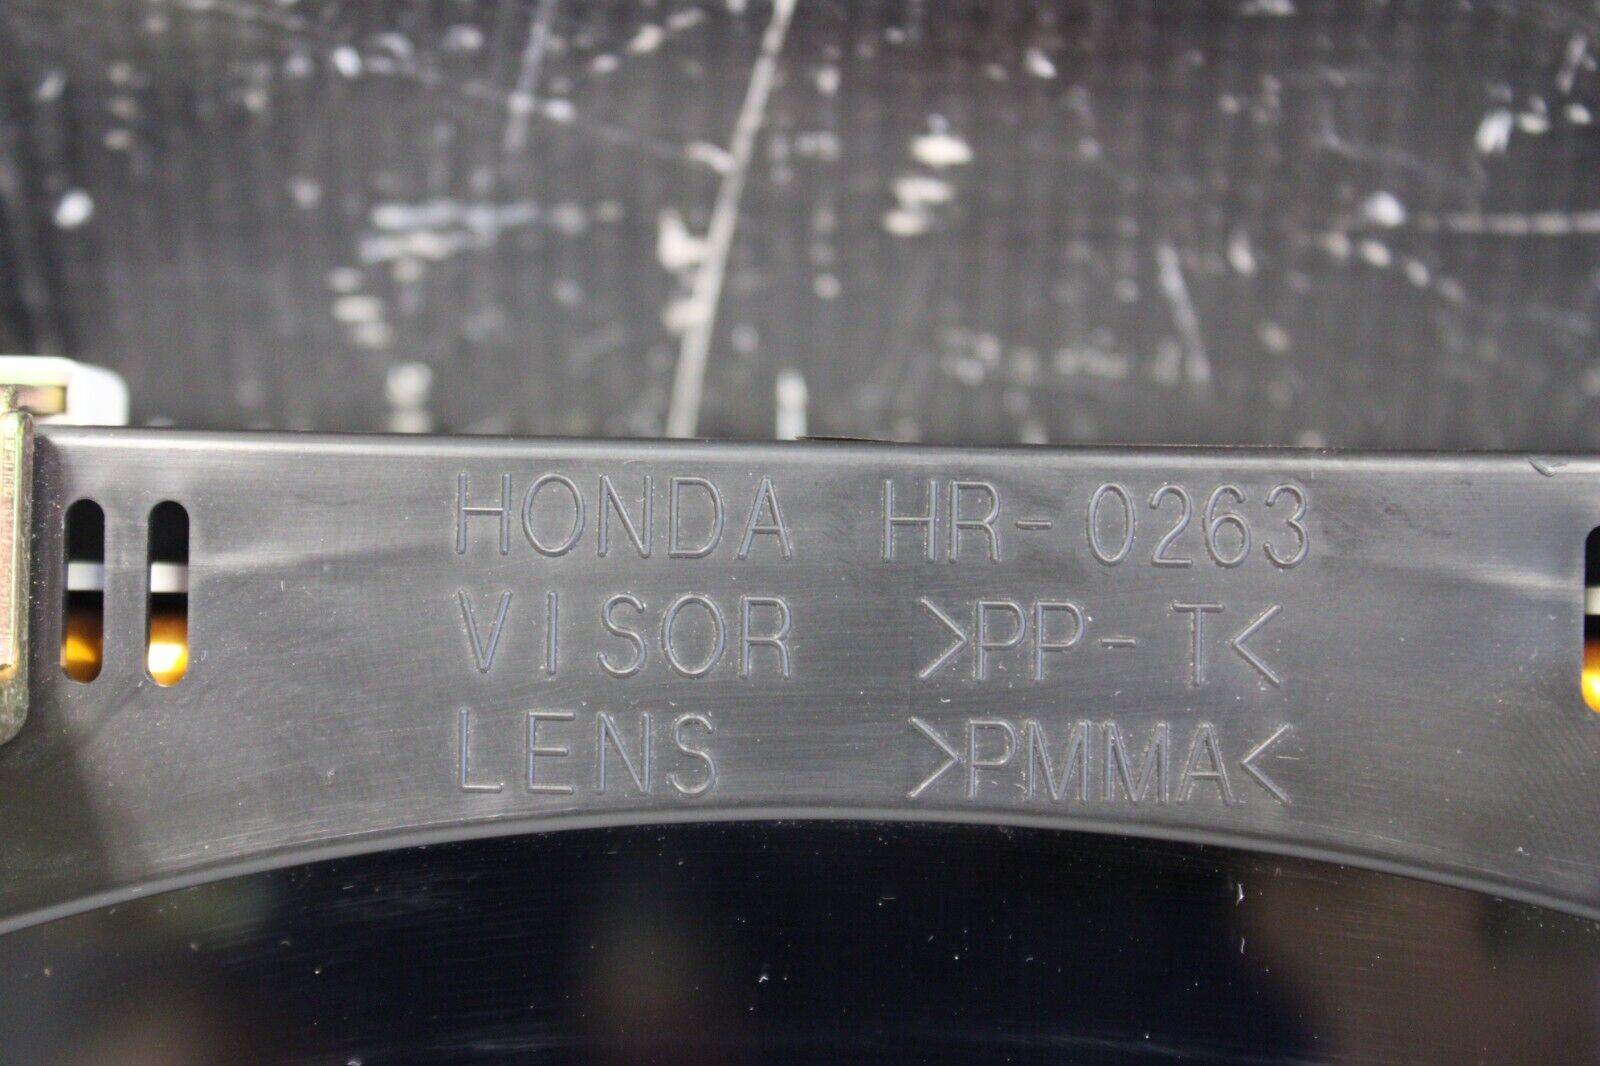 HONDA HR-0263
VISOR >PP-T<
LENS >PMMA<